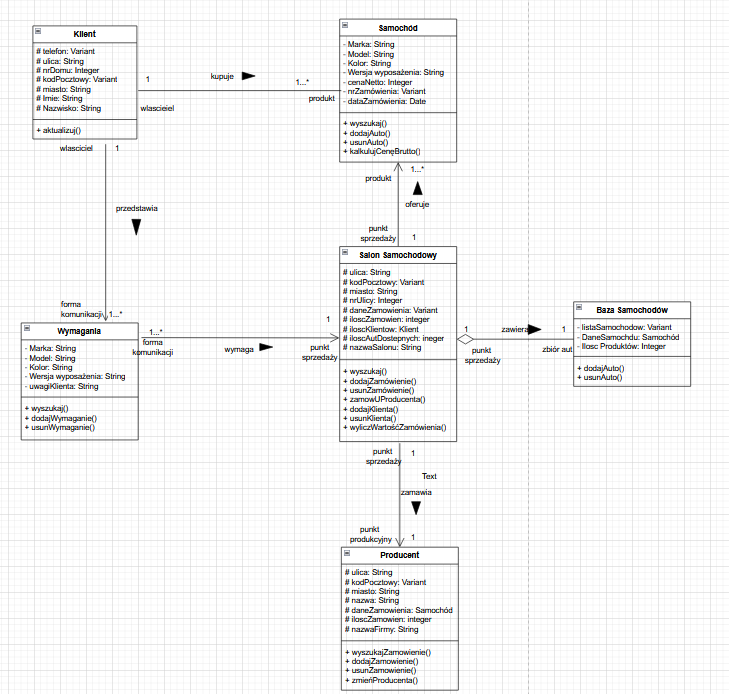 Klient
# telefon: Variant
# ulica: String
# nrDomu: Integer
# kodPocztowy: Variant
# miasto: String
# Imie: String
# Nazwisko: String
+ aktualizuj()
1
kupuje
1...*
wlascieiel
produkt
Samochód
- Marka: String
- Model: String
- Kolor: String
- Wersja wyposażenia: String
- cenaNetto: Integer
- nrZamówienia: Variant
- dataZamówienia: Date
+ wyszukaj()
+ dodajAuto()
+ usunAuto()
+ kalkulujCenęBrutto()
wlasciciel
1
przedstawia
forma
komunikacji
1...*
produkt
1...*
oferuje
punkt
sprzedaży
1
Wymagania
- Marka: String
- Model: String
- Kolor: String
- Wersja wyposażenia: String
- uwagiKlienta: String
+ wyszukaj()
+ dodajWymaganie()
+ usunWymaganie()
1...*
forma
komunikacji
wymaga
1
punkt
sprzedaży
Salon Samochodowy
# ulica: String
# kodPocztowy: Variant
# miasto: String
# nrUlicy: Integer
# daneZamowienia: Variant
# iloscZamowien: integer
# iloscKlientow: Klient
# iloscAutDostepnych: ineger
# nazwaSalonu: String
+ wyszukaj()
+ dodajZamówienie()
+ usunZamówienie()
+ zamowUProducenta()
+ dodajKlienta()
+ usunKlienta()
+ wyliczWartośćZamówienia()
1
zawiera
1
punkt
sprzedaży
zbiór aut
Baza Samochodów
- listaSamochodow: Variant
- DaneSamochdu: Samochód
- Ilosc Produktów: Integer
+ dodajAuto()
+ usunAuto()
punkt
sprzedaży
1
Text
zamawia
punkt
produkcyjny
1
Producent
# ulica: String
# kodPocztowy: Variant
# miasto: String
# nazwa: String
# daneZamowienia: Samochód
# iloscZamowien: integer
# nazwaFirmy: String
+ wyszukajZamowienie()
+ dodajZamowienie()
+ usunZamowienie()
+ zmieńProducenta()